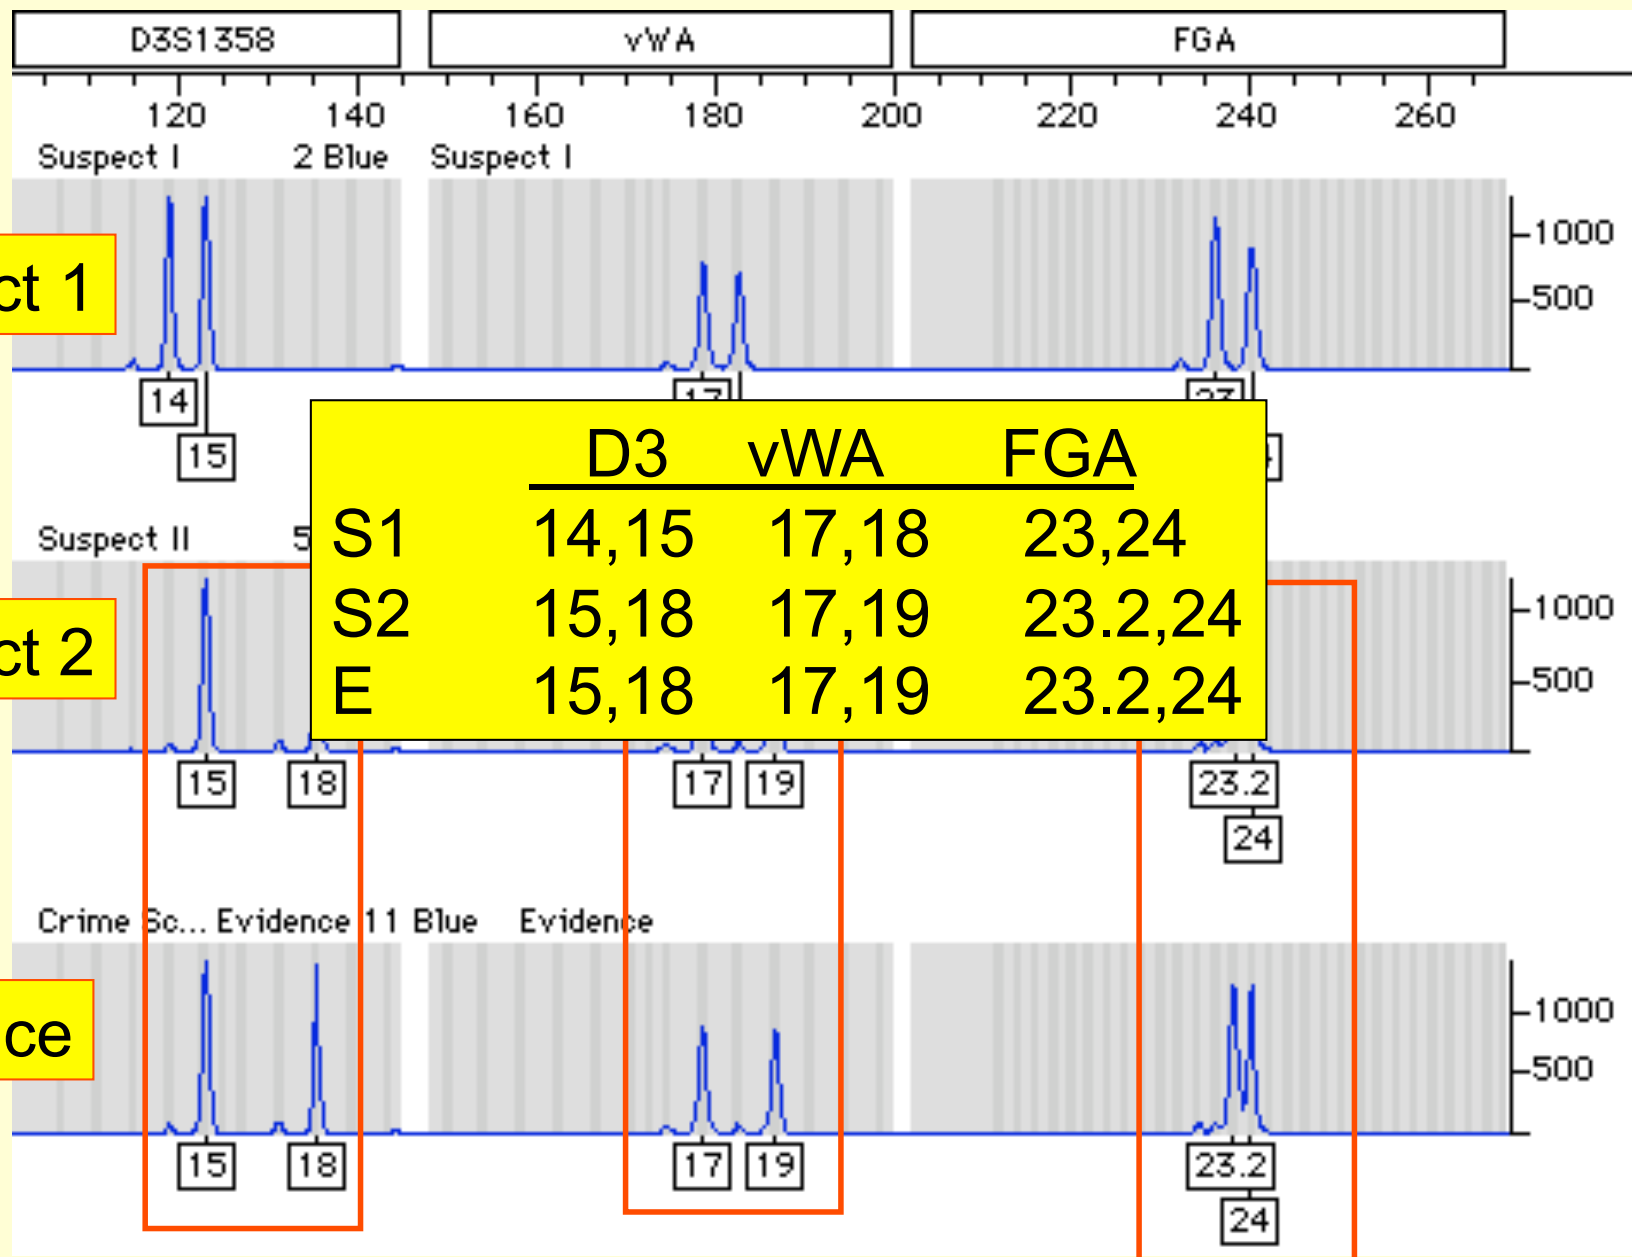 D3S1358 vWA FGA
120 140 160 180 200 220 240 260
Suspect I 2 Blue Suspect I
1000
ct 1
500
14 17 23
15
D3 vWA FGA
S1 14,15 17,18 23,24
Suspect II 5
S2 15,18 17,19 23.2,24
1000
ct 2
E 15,18 17,19 23.2,24
500
15 18 17 19 23.2
24
Crime Sc... Evidence 11 Blue Evidence
1000
ce
500
15 18 17 19 23.2
24